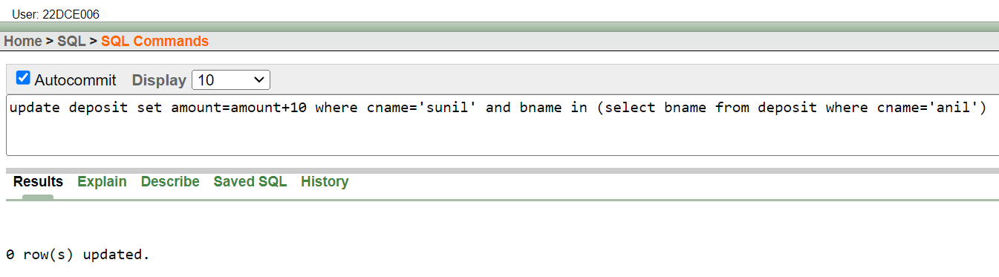 User: 22DCE006
Home > SQL > SQL Commands
Autocommit Display 10
update deposit set amount=amount+10 where cname='sunil' and bname in (select bname from deposit where cname='anil')
Results Explain Describe Saved SQL History
0 row(s) updated.